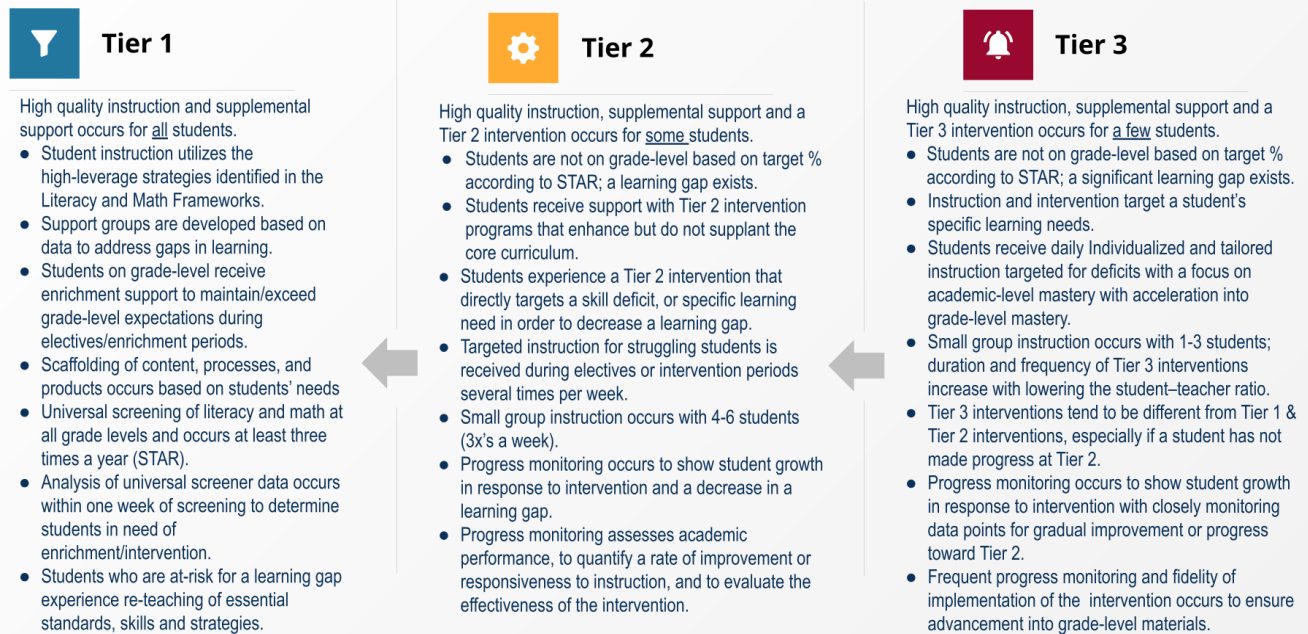 Tier 1
High quality instruction and supplemental
support occurs for all students.
● Student instruction utilizes the
high-leverage strategies identified in the
Literacy and Math Frameworks.
● Support groups are developed based on
data to address gaps in learning.
● Students on grade-level receive
enrichment support to maintain/exceed
grade-level expectations during
electives/enrichment periods.
● Scaffolding of content, processes, and
products occurs based on students’ needs
● Universal screening of literacy and math at
all grade levels and occurs at least three
times a year (STAR).
● Analysis of universal screener data occurs
within one week of screening to determine
students in need of
enrichment/intervention.
● Students who are at-risk for a learning gap
experience re-teaching of essential
standards, skills and strategies.
Tier 2
High quality instruction, supplemental support and a
Tier 2 intervention occurs for some students.
● Students are not on grade-level based on target %
according to STAR; a learning gap exists.
● Students receive support with Tier 2 intervention
programs that enhance but do not supplant the
core curriculum.
● Students experience a Tier 2 intervention that
directly targets a skill deficit, or specific learning
need in order to decrease a learning gap.
● Targeted instruction for struggling students is
received during electives or intervention periods
several times per week.
● Small group instruction occurs with 4-6 students
(3x's a week).
● Progress monitoring occurs to show student growth
in response to intervention and a decrease in a
learning gap.
● Progress monitoring assesses academic
performance, to quantify a rate of improvement or
responsiveness to instruction, and to evaluate the
effectiveness of the intervention.
Tier 3
High quality instruction, supplemental support and a
Tier 3 intervention occurs for a few students.
● Students are not on grade-level based on target %
according to STAR; a significant learning gap exists.
● Instruction and intervention target a student’s
specific learning needs.
● Students receive daily Individualized and tailored
instruction targeted for deficits with a focus on
academic-level mastery with acceleration into
grade-level mastery.
● Small group instruction occurs with 1-3 students;
duration and frequency of Tier 3 interventions
increase with lowering the student–teacher ratio.
● Tier 3 interventions tend to be different from Tier 1 &
Tier 2 interventions, especially if a student has not
made progress at Tier 2.
● Progress monitoring occurs to show student growth
in response to intervention with closely monitoring
data points for gradual improvement or progress
toward Tier 2.
● Frequent progress monitoring and fidelity of
implementation of the intervention occurs to ensure
advancement into grade-level materials.